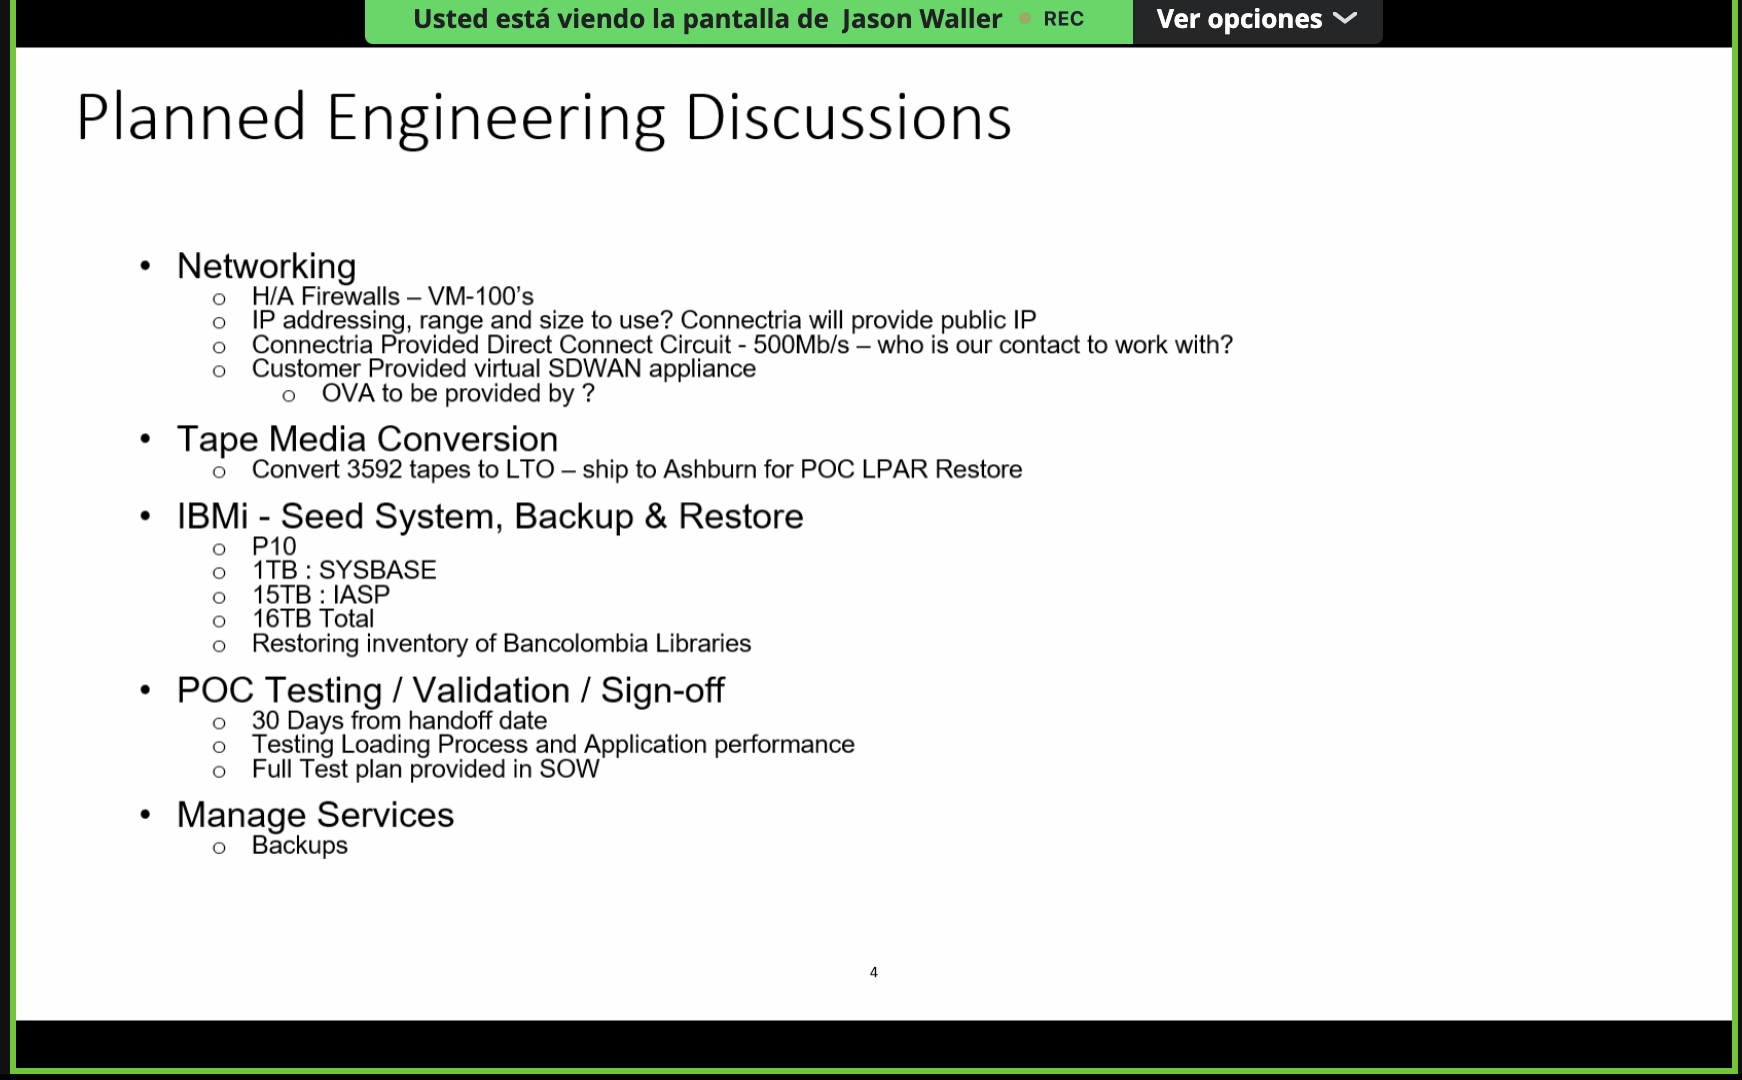 Usted está viendo la pantalla de Jason Waller REC Ver opciones
Planned Engineering Discussions
• Networking
o H/A Firewalls – VM-100’s
o IP addressing, range and size to use? Connectria will provide public IP
o Connectria Provided Direct Connect Circuit - 500Mb/s – who is our contact to work with?
o Customer Provided virtual SDWAN appliance
o OVA to be provided by ?
• Tape Media Conversion
o Convert 3592 tapes to LTO – ship to Ashburn for POC LPAR Restore
• IBMi - Seed System, Backup & Restore
o P10
o 1TB : SYSBASE
o 15TB : IASP
o 16TB Total
o Restoring inventory of Bancolombia Libraries
• POC Testing / Validation / Sign-off
o 30 Days from handoff date
o Testing Loading Process and Application performance
o Full Test plan provided in SOW
• Manage Services
o Backups
4